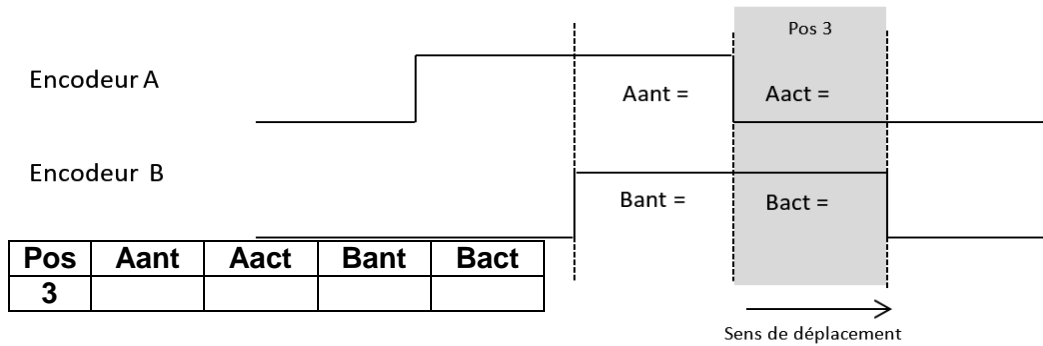 Pos 3
Encodeur A
Aant = Aact =
Encodeur B
Bant = Bact =
Pos Aant Aact Bant Bact
3
Sens de déplacement